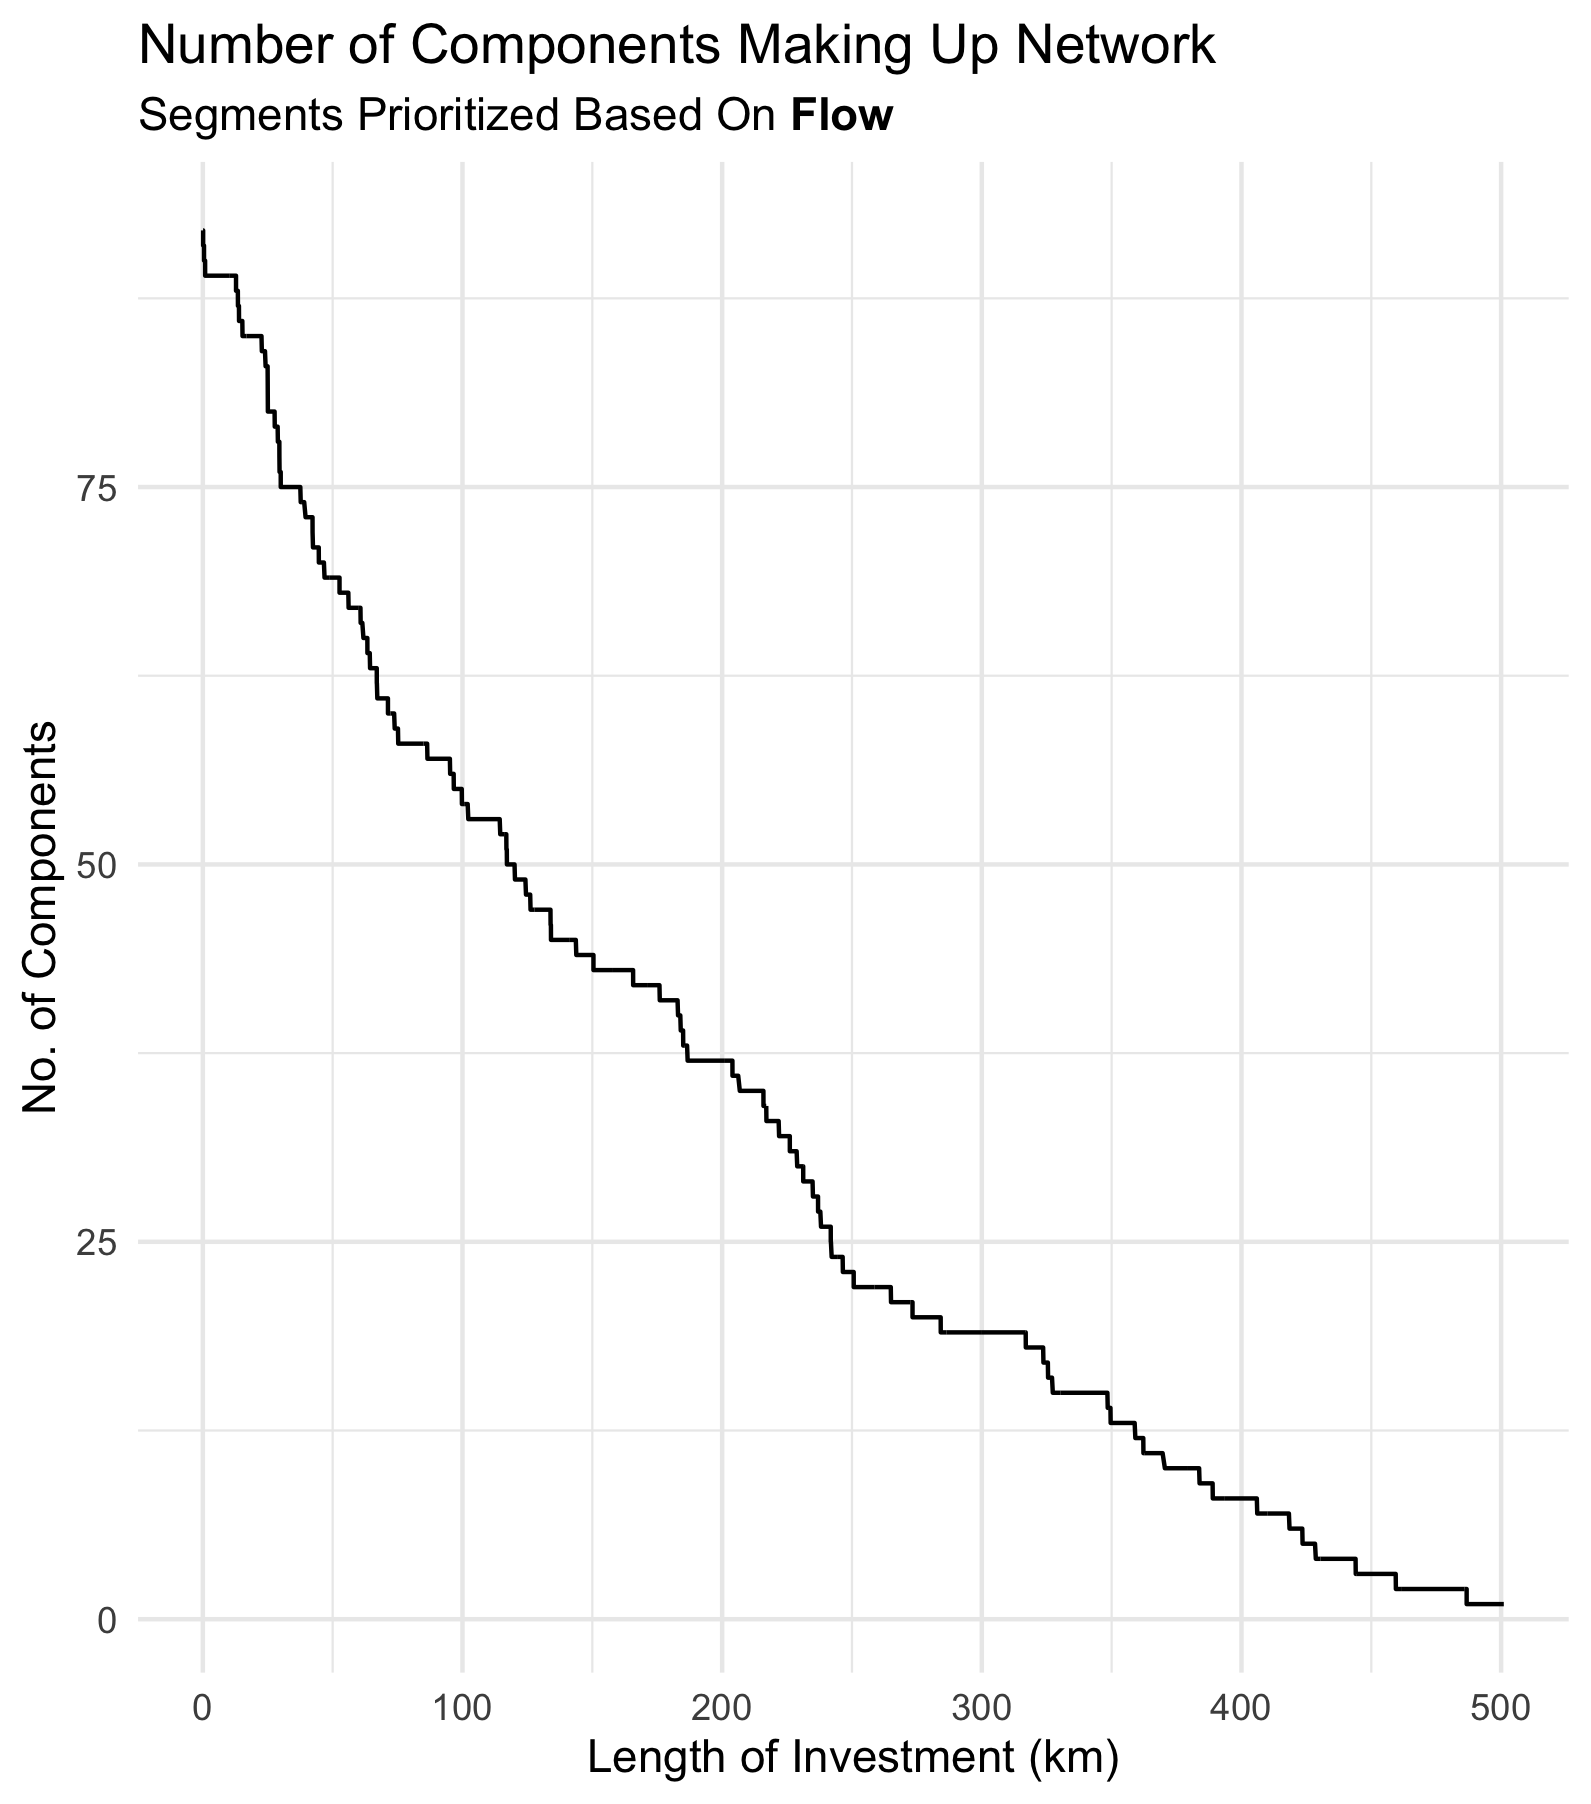 Number of Components Making Up Network
Segments Prioritized Based On Flow
No. of Components
75
50
25
0
0 100 200 300 400 500
Length of Investment (km)